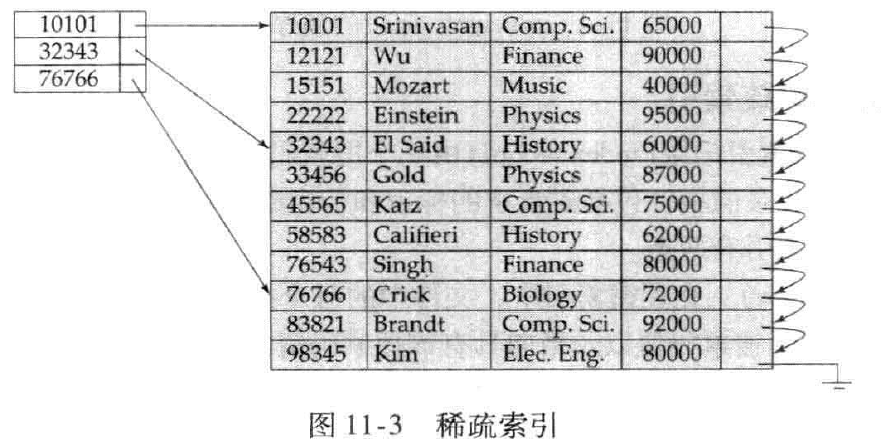 10101
32343
76766
10101 Srinivasan Comp. Sci. 65000
12121 Wu Finance 90000
15151 Mozart Music 40000
22222 Einstein Physics 95000
32343 El Said History 60000
33456 Gold Physics 87000
45565 Katz Comp. Sci. 75000
58583 Califieri History 62000
76543 Singh Finance 80000
76766 Crick Biology 72000
83821 Brandt Comp. Sci. 92000
98345 Kim Elec. Eng. 80000
图 11-3 稀疏索引